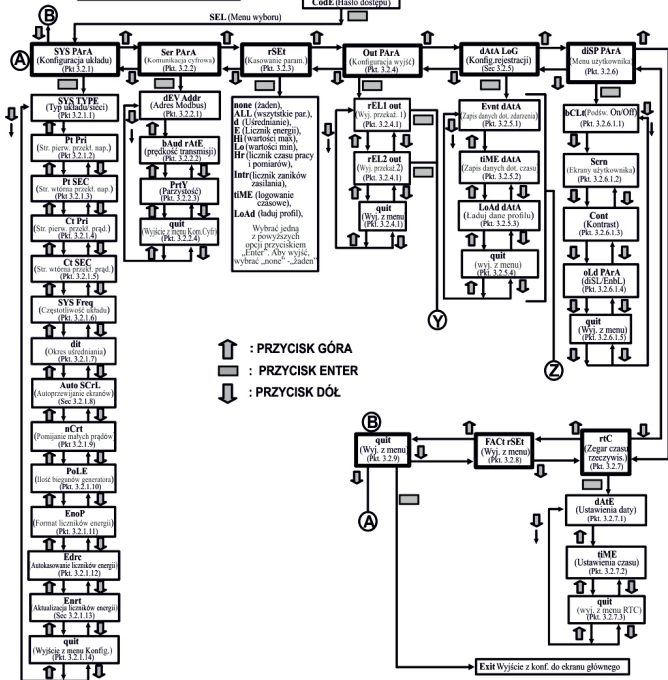 CodE (Hasło dostępu)
SEL (Menu wyboru)
B
A
SYS PArA
(Konfiguracja układu)
(Pkt 3.2.1)
Ser PArA
(Komunikacja cyfrowa)
(Pkt 3.2.2)
rSEt
(Kasowanie param.)
(Pkt. 3.2.3)
Out PArA
(Konfiguracja wyjść)
(Pkt 3.2.4)
dAtA LoG
(Konfig.rejestracji)
(Sec 3.2.5)
diSP PArA
(Menu użytkownika)
(Pkt 3.2.6)
SYS TYPE
(Typ układu/sieci)
(Pkt. 3.2.1.1)
Pt Pri
(Str. pierw. przekł. nap.)
(Pkt 3.2.1.2)
Pt SEC
(Str. wtórna przekł. nap.)
(Pkt 3.2.1.3)
Ct Pri
(Str. pierw. przekł. prąd.)
(Pkt 3.2.1.4)
Ct SEC
(Str. wtórna przekł. prąd.)
(Pkt 3.2.1.5)
SYS Freq
(Częstotliwość układu)
(Pkt 3.2.1.6)
dit
(Okres uśredniania)
(Pkt. 3.2.1.7)
Auto SCrL
(Autoprzewijanie ekranów)
(Sec 3.2.1.8)
nCrt
(Pomijanie małych prądów)
(Pkt 3.2.1.9)
PoLE
(Ilość biegunów generatora)
(Pkt. 3.2.1.10)
EnoP
(Format liczników energii)
(Pkt. 3.2.1.11)
Edrc
(Autokasowanie liczników energii)
(Pkt. 3.2.1.12)
Enrt
(Aktualizacja liczników energii)
(Sec 3.2.1.13)
quit
(Wyjście z menu Konfig.)
(Pkt. 3.2.1.14)
dEV Addr
(Adres Modbus)
(Pkt 3.2.2.1)
bAud rAtE
(prędkość transmisji)
(Pkt 3.2.2.2)
PrtY
(Parzystość)
(Pkt 3.2.2.3)
quit
(Wyjście z menu Kom.Cyfr)
(Pkt. 3.2.2.4)
none (żaden),
ALL (wszytstkie par.),
d (Uśrednianie),
E (Licznik energii),
Hi (wartości max),
Lo (wartości min),
Hr (licznik czasu pracy
i pomiarów),
Intr (licznik zaników
zasilania),
tiME (logowanie
czasowe),
LoAd (ładuj profil),
Wybrać jedną
z powyższych
opcji przyciskiem
„Enter”. Aby wyjść,
wybrać „none” -„żaden”
rEL1 out
(Wyj. przekaź. 1)
(Pkt 3.2.4.1)
rEL2 out
(Wyj. przekaź.2)
(Pkt 3.2.4.1)
quit
(Wyj. z menu)
(Pkt. 3.2.4.1)
Y
Evnt dAtA
(Zapis danych dot. zdarzenia)
(Pkt. 3.2.5.1)
tiME dAtA
(Zapis danych dot. czasu)
(Pkt 3.2.5.2)
LoAd dAtA
(Ładuj dane profilu)
(Pkt. 3.2.5.3)
quit
(wyj. z menu)
(Pkt. 3.2.5.4)
Z
bCLt(Podśw. On/Off)
(Pkt. 3.2.6.1.1)
Scrn
(Ekrany użytkownika)
(Pkt 3.2.6.1.2)
Cont
(Kontrast)
(Pkt. 3.2.6.1.3)
oLd PArA
(diSL/EnbL)
(Pkt. 3.2.6.1.4)
quit
(Wyj. z menu)
(Pkt. 3.2.6.1.5)
: PRZYCISK GÓRA
: PRZYCISK ENTER
: PRZYCISK DÓŁ
B
quit
(Wyj. z menu)
(Pkt. 3.2.9)
FACt rSEt
(Wyj. z menu)
(Pkt 3.2.8)
rtC
(Zegar czasu
rzeczywis.)
(Pkt 3.2.7)
A
dAtE
(Ustawienia daty)
(Pkt. 3.2.7.1)
tiME
(Ustawienia czasu)
(Pkt. 3.2.7.2)
quit
(wyj. z menu RTC)
(Pkt. 3.2.7.3)
Exit Wyjście z konf. do ekranu głównego